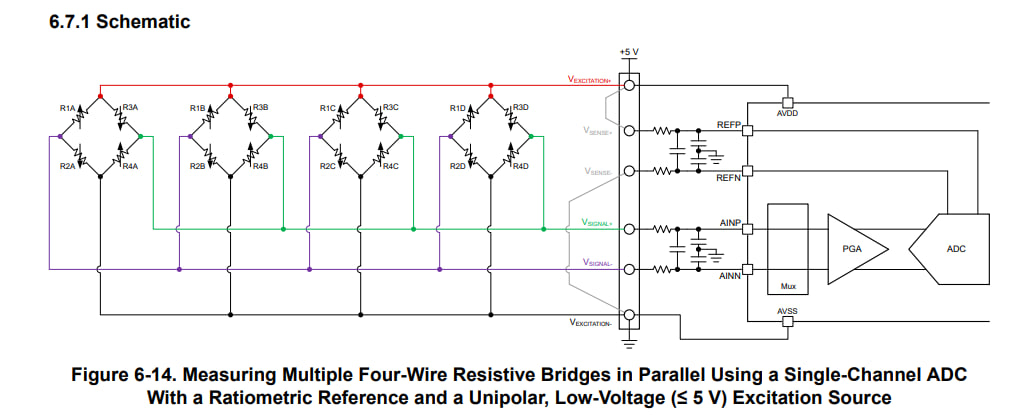 6.7.1 Schematic
+5 V
VEXCITATION+
R1A
R3A
R1B
R3B
R1C
R3C
R1D
R3D
AVDD
VSENSE+
REFP
R2A
R4A
R2B
R4B
R2C
R4C
R2D
R4D
VSENSE-
REFN
VSIGNAL+
AINP
PGA
ADC
VSIGNAL-
AINN
Mux
AVSS
VEXCITATION-
Figure 6-14. Measuring Multiple Four-Wire Resistive Bridges in Parallel Using a Single-Channel ADC
With a Ratiometric Reference and a Unipolar, Low-Voltage (≤ 5 V) Excitation Source